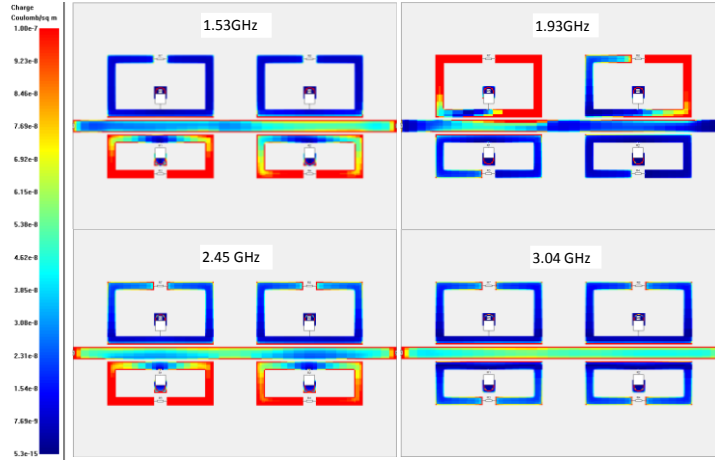 Charge
Coulomb/sq m
1.00e-7
9.23e-8
8.46e-8
7.69e-8
6.92e-8
6.15e-8
5.38e-8
4.62e-8
3.85e-8
3.08e-8
2.31e-8
1.54e-8
7.69e-9
5.3e-15
1.53GHz
1.93GHz
2.45 GHz
3.04 GHz